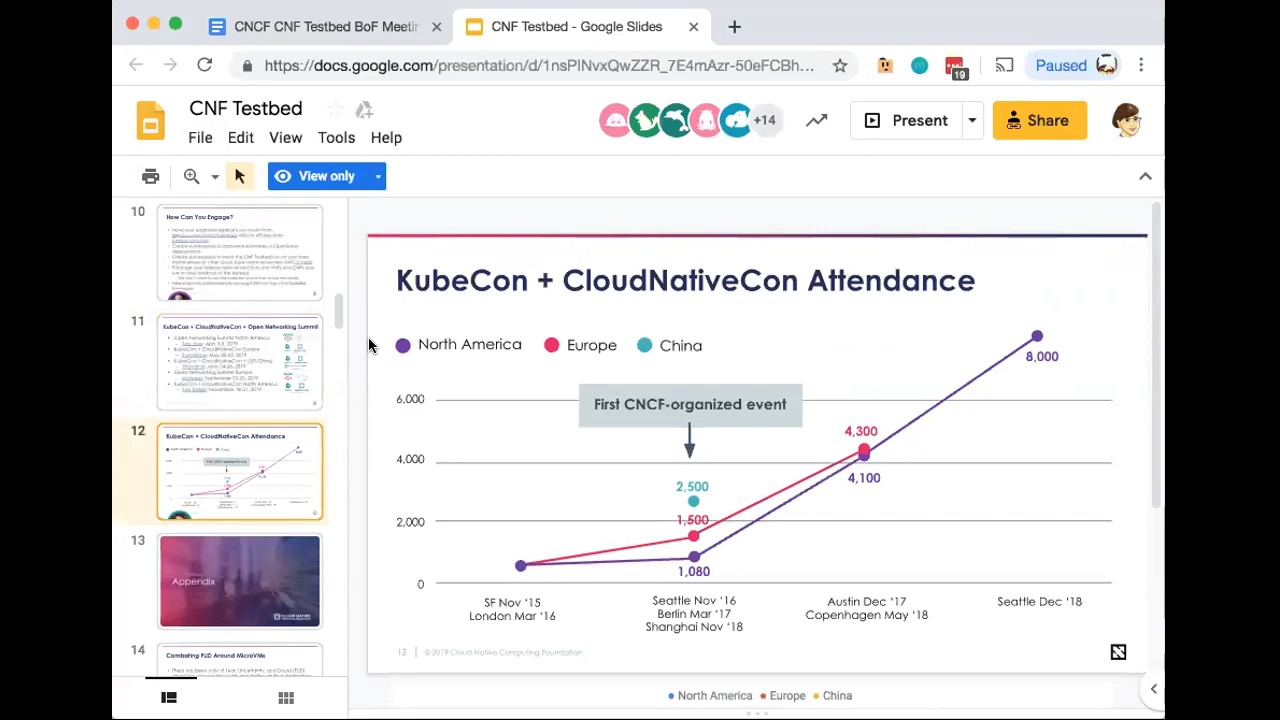 CNCF CNF Testbed BoF Meetin
CNF Testbed - Google Slides
https://docs.google.com/presentation/d/1nsPlNvxQwZZR_7E4mAzr-50eFCBh...
19
Paused
CNF Testbed
+14
Present
Share
File Edit View Tools Help
View only
10
How Can You Engage?
11
KubeCon + CloudNativeCon + Open Networking Summit
12
KubeCon + CloudNativeCon Attendance
13
Appendix
14
Combating FUD Around MicroVMs
KubeCon + CloudNativeCon Attendance
North America Europe China
First CNCF-organized event
8,000
6,000
4,300
4,000
4,100
2,500
2,000
1,500
1,080
0
SF Nov ‘15
London Mar ‘16
Seattle Nov ‘16
Berlin Mar ‘17
Shanghai Nov ‘18
Austin Dec ‘17
Copenhagen May ‘18
Seattle Dec ‘18
12 © 2019 Cloud Native Computing Foundation
North America Europe China